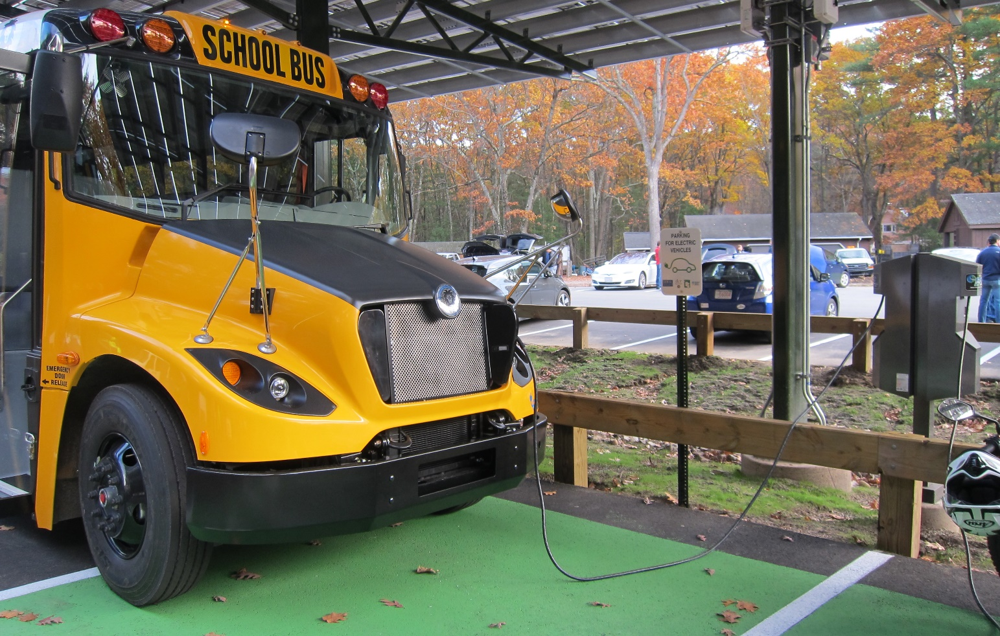 SCHOOL BUS
PARKING
FOR ELECTRIC
VEHICLES
EMERGENCY
DOOR
RELEASE